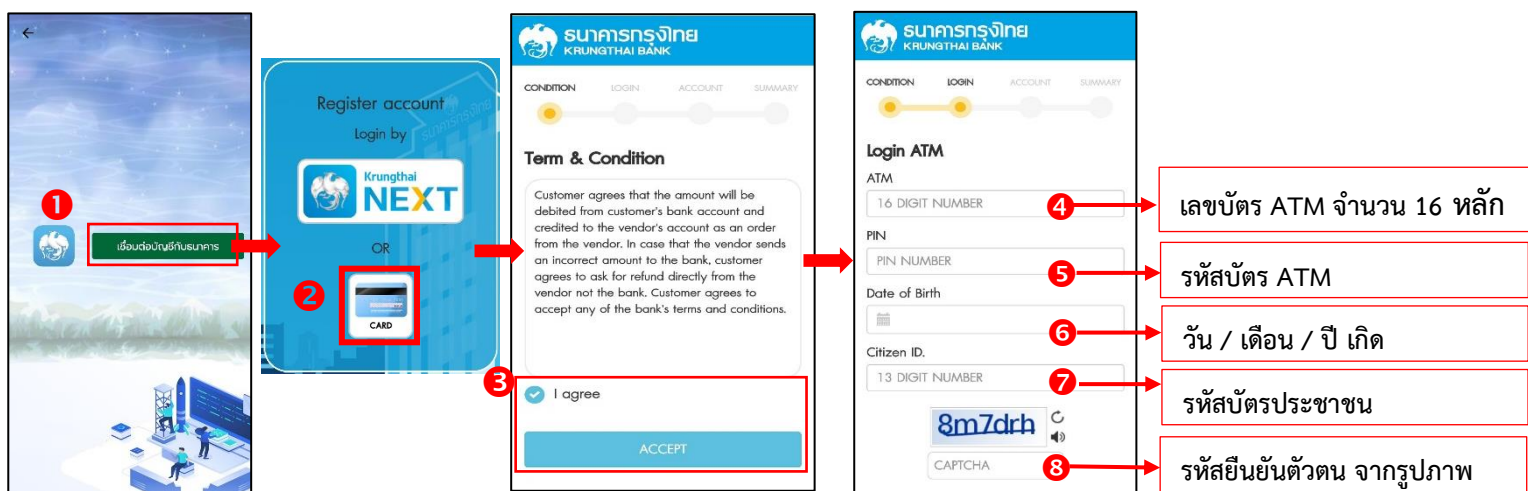 ←
1
เชื่อมต่อบัญชีกับธนาคาร
Register account
Login by
Krungthai
NEXT
OR
2
CARD
ธนาคารกรุงไทย
KRUNGTHAI BANK
CONDITION LOGIN ACCOUNT SUMMARY
Term & Condition
Customer agrees that the amount will be
debited from customer's bank account and
credited to the vendor's account as an order
from the vendor. In case that the vendor sends
an incorrect amount to the bank, customer
agrees to ask for refund directly from the
vendor not the bank. Customer agrees to
accept any of the bank's terms and conditions.
3
I agree
ACCEPT
ธนาคารกรุงไทย
KRUNGTHAI BANK
CONDITION LOGIN ACCOUNT SUMMARY
Login ATM
ATM
16 DIGIT NUMBER 4
PIN
PIN NUMBER 5
Date of Birth
6
Citizen ID.
13 DIGIT NUMBER 7
8m7drh
CAPTCHA 8
เลขบัตร ATM จำนวน 16 หลัก
รหัสบัตร ATM
วัน / เดือน / ปี เกิด
รหัสบัตรประชาชน
รหัสยืนยันตัวตน จากรูปภาพ